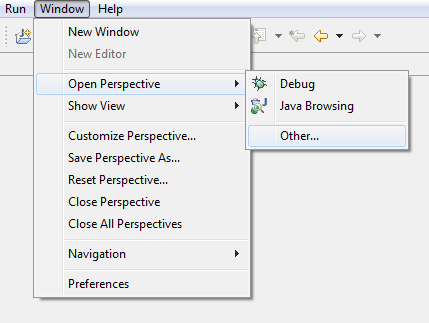 Run Window Help
New Window
New Editor
Open Perspective
Show View
Customize Perspective...
Save Perspective As...
Reset Perspective...
Close Perspective
Close All Perspectives
Navigation
Preferences
Debug
Java Browsing
Other...